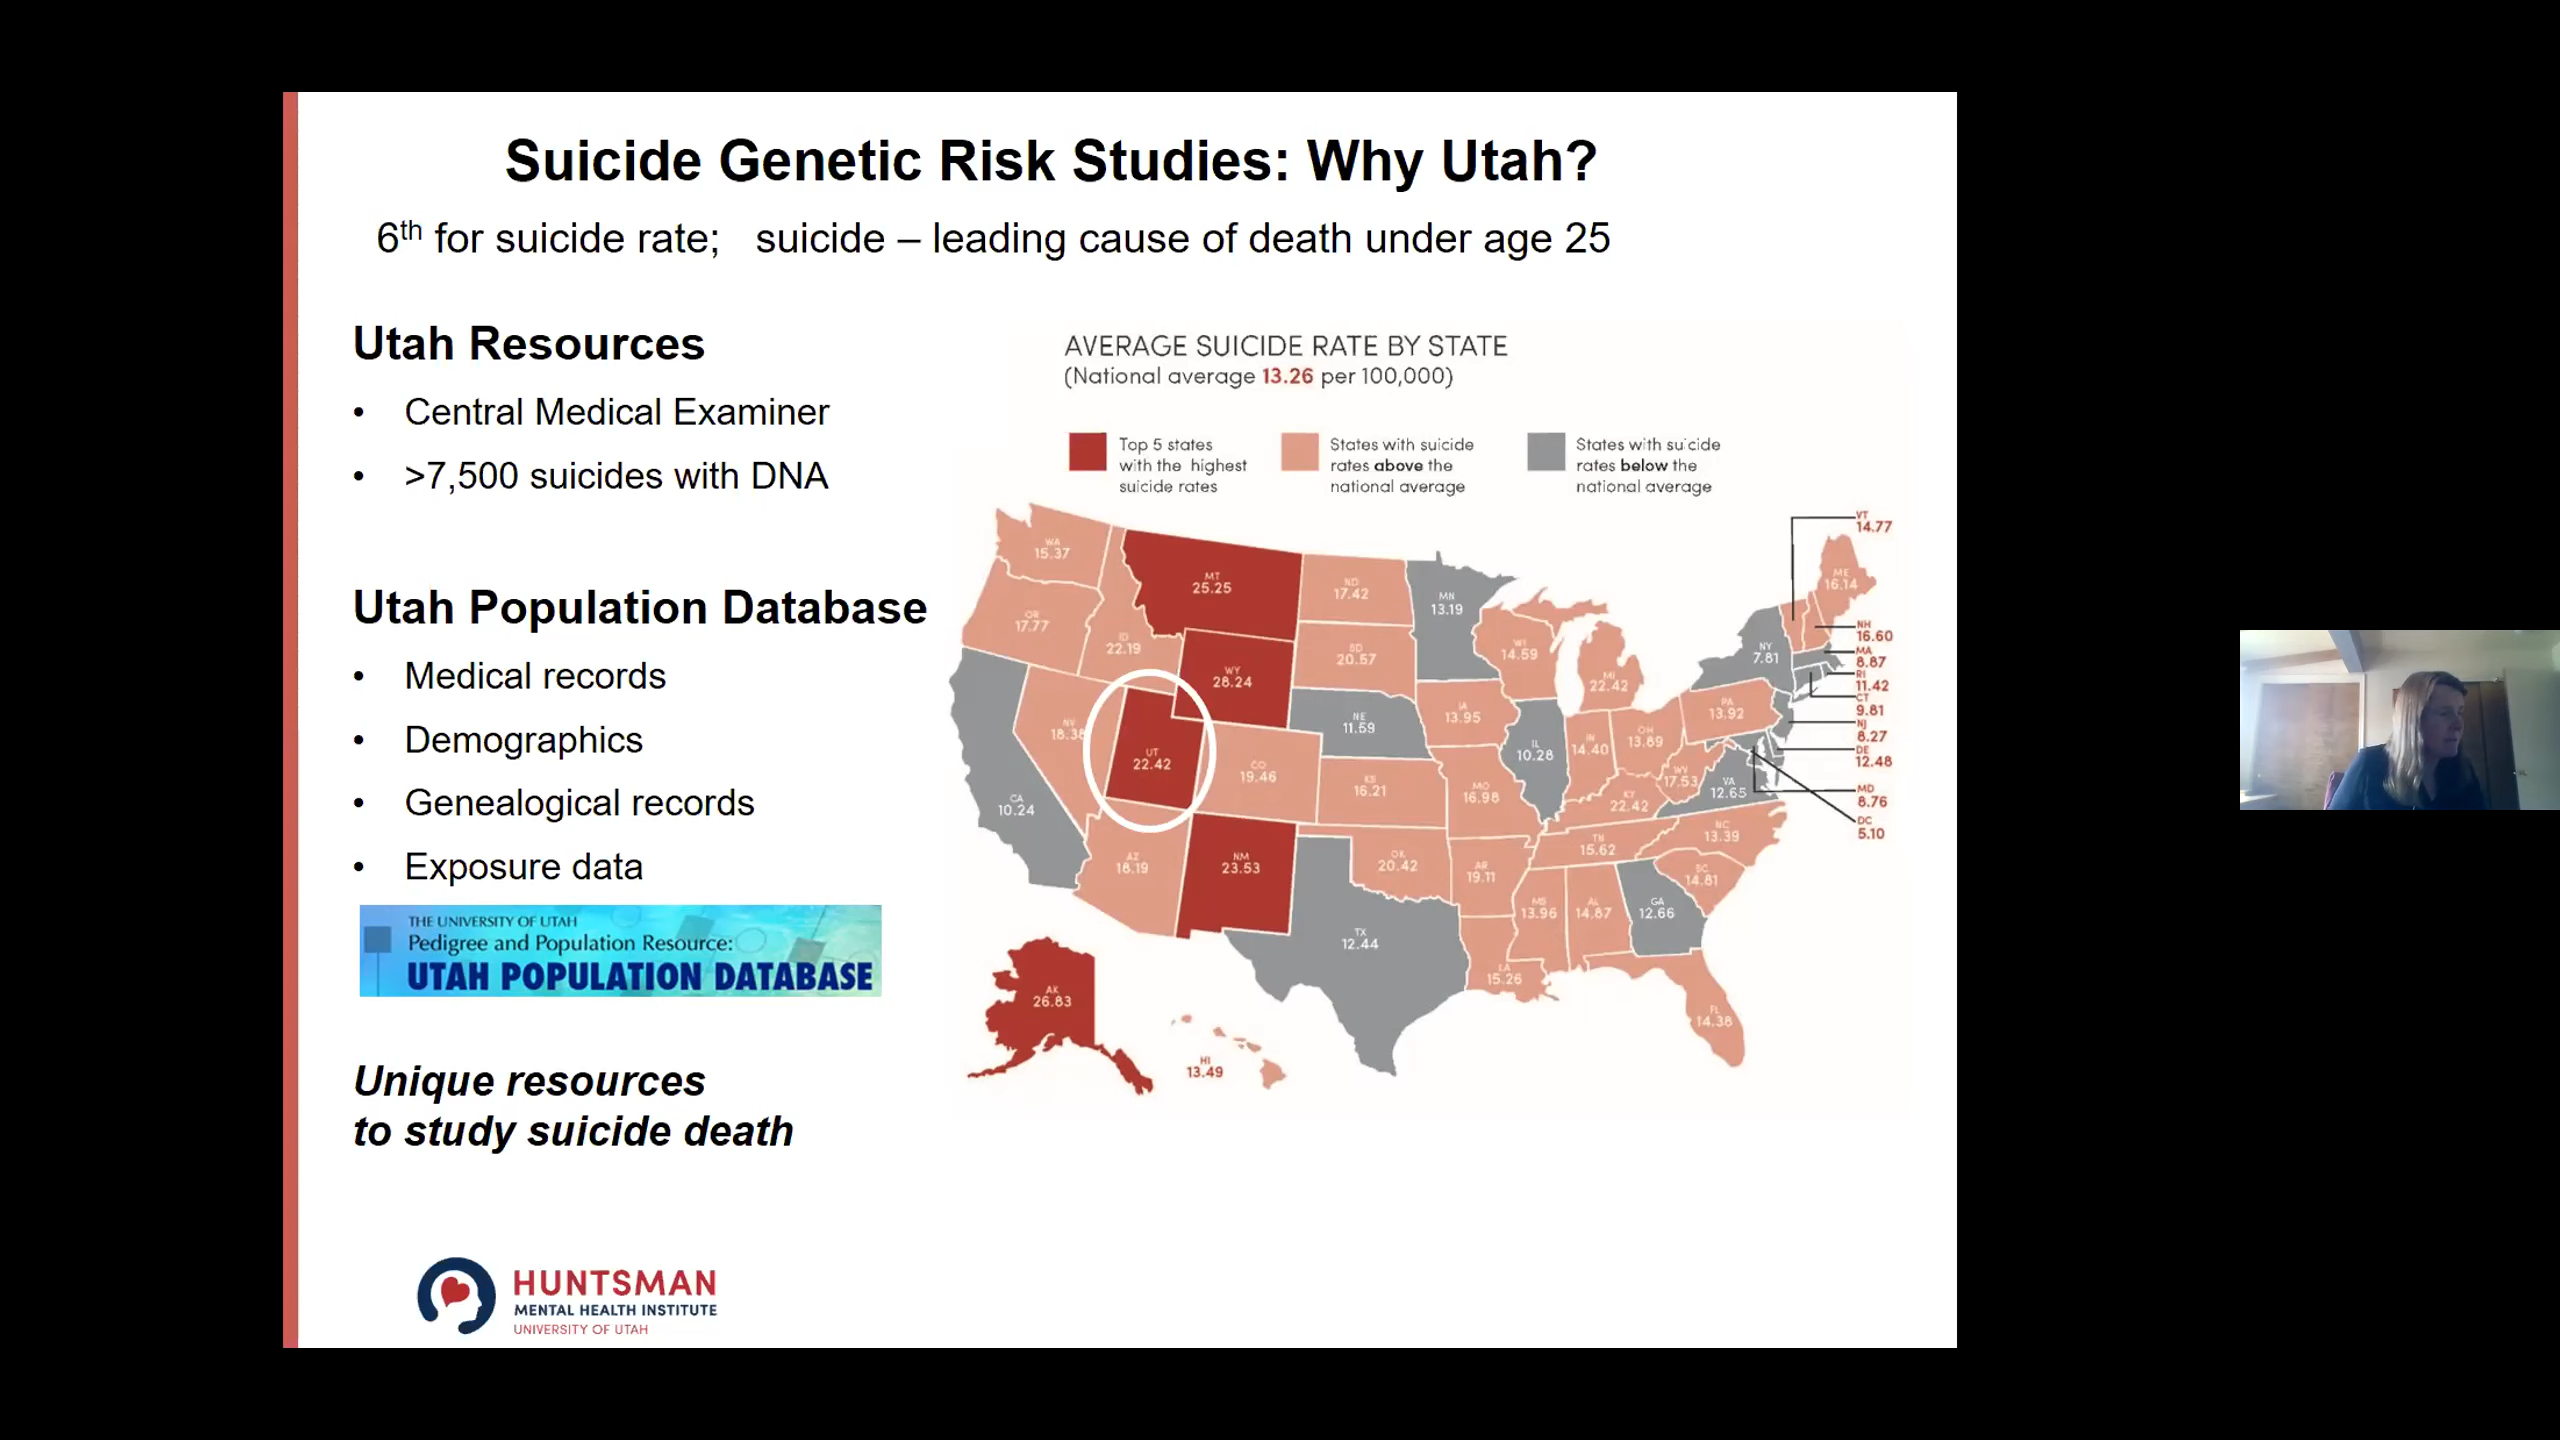 Suicide Genetic Risk Studies: Why Utah?
6th for suicide rate; suicide – leading cause of death under age 25
Utah Resources
• Central Medical Examiner
• >7,500 suicides with DNA
Utah Population Database
• Medical records
• Demographics
• Genealogical records
• Exposure data
THE UNIVERSITY OF UTAH
Pedigree and Population Resource:
UTAH POPULATION DATABASE
Unique resources
to study suicide death
HUNTSMAN
MENTAL HEALTH INSTITUTE
UNIVERSITY OF UTAH
AVERAGE SUICIDE RATE BY STATE
(National average 13.26 per 100,000)
Top 5 states
with the highest
suicide rates
States with suicide
rates above the
national average
States with suicide
rates below the
national average
WA
15.37
MT
25.25
ND
17.42
MN
13.19
OR
17.77
ID
22.19
WY
28.24
SD
20.57
WI
14.59
MI
22.42
NY
7.81
VT
14.77
ME
16.14
NH
16.60
MA
8.87
RI
11.42
CT
9.81
NJ
8.27
DE
12.48
MD
8.76
DC
5.10
NV
18.38
UT
22.42
CO
19.46
NE
11.59
IA
13.95
IL
10.28
IN
14.40
OH
13.89
PA
13.92
CA
10.24
KS
16.21
MO
16.98
KY
22.42
WV
17.53
VA
12.65
AZ
18.19
NM
23.53
OK
20.42
AR
19.11
TN
15.62
NC
13.39
SC
14.81
MS
13.96
AL
14.87
GA
12.66
TX
12.44
LA
15.26
FL
14.38
AK
26.83
HI
13.49